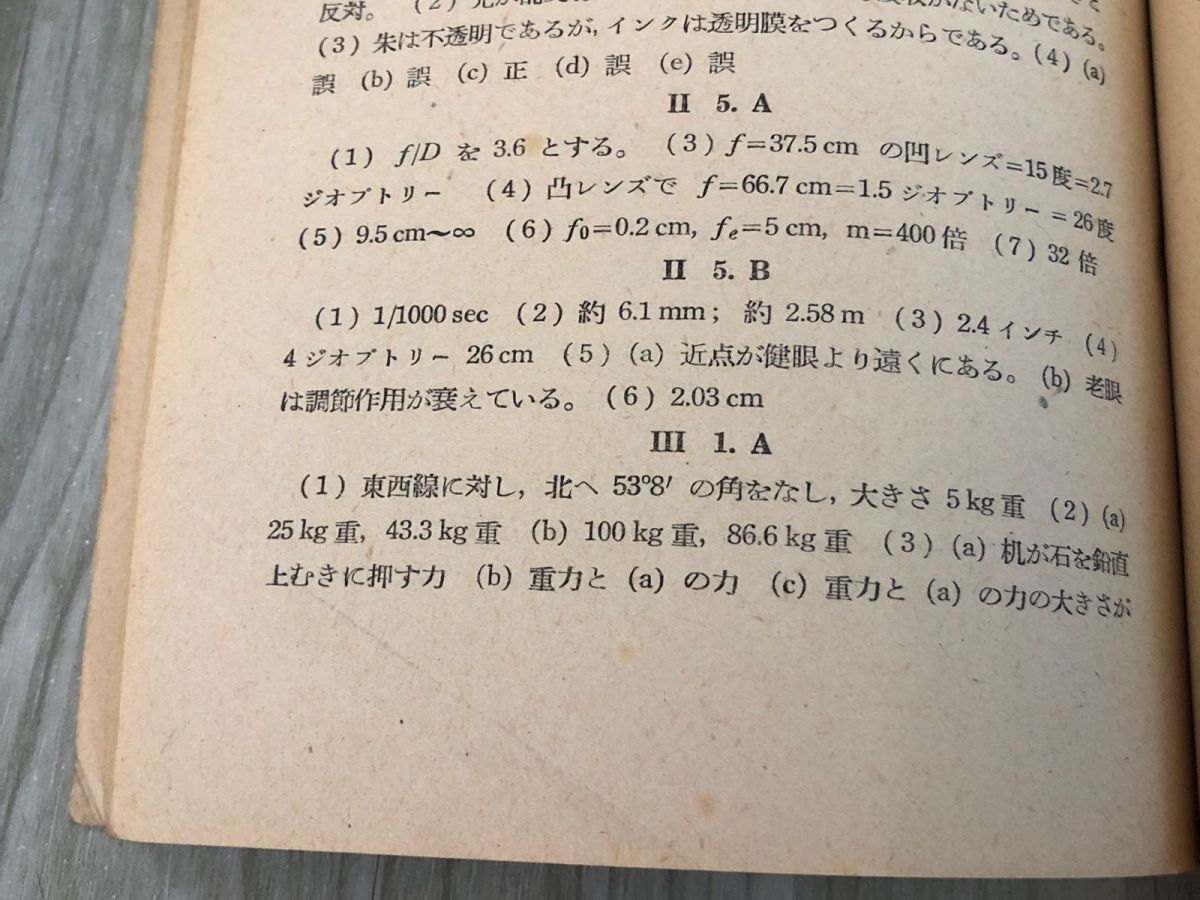 反対。 (2)
がないためである。
(3) 朱は不透明であるが, インクは透明膜をつくるからである。(4) (a)
誤 (b) 誤 (c) 正 (d) 誤 (e) 誤
II 5. A
(1) f/D を 3.6 とする。 (3) f=37.5 cm の凹レンズ=15度=2.7
ジオプトリー (4) 凸レンズで f=66.7 cm=1.5 ジオプトリー=26度
(5) 9.5 cm〜∞ (6) f0=0.2 cm, fe=5 cm, m=400倍 (7) 32倍
II 5. B
(1) 1/1000 sec (2) 約 6.1 mm; 約 2.58 m (3) 2.4 インチ (4)
4 ジオプトリー 26 cm (5) (a) 近点が健眼より遠くにある。 (b) 老眼
は調節作用が衰えている。 (6) 2.03 cm
III 1. A
(1) 東西線に対し, 北へ 53°8′ の角をなし, 大きさ 5 kg 重 (2) (a)
25 kg 重, 43.3 kg 重 (b) 100 kg 重, 86.6 kg 重 (3) (a) 机が石を鉛直
上むきに押す力 (b) 重力と (a) の力 (c) 重力と (a) の力の大きさが